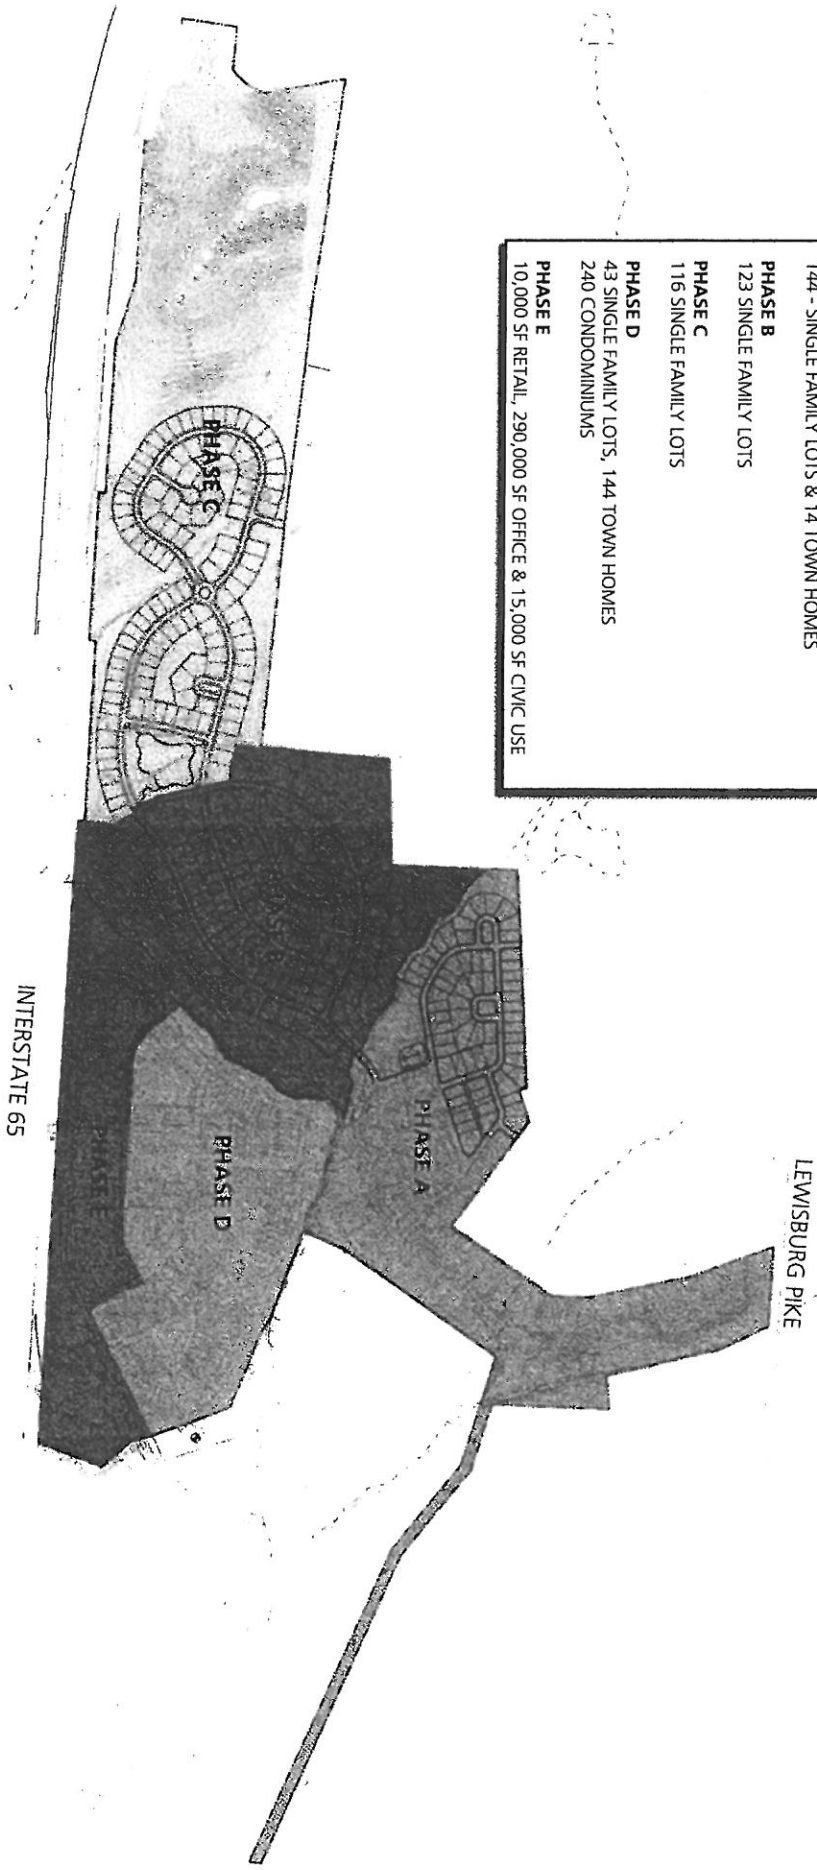 144 - SINGLE FAMILY LOTS & 14 TOWN HOMES
PHASE B
123 SINGLE FAMILY LOTS
PHASE C
116 SINGLE FAMILY LOTS
PHASE D
43 SINGLE FAMILY LOTS, 144 TOWN HOMES
240 CONDOMINIUMS
PHASE E
10,000 SF RETAIL, 290,000 SF OFFICE & 15,000 SF CIVIC USE
PHASE C
PHASE B
PHASE A
PHASE D
PHASE E
INTERSTATE 65
LEWISBURG PIKE